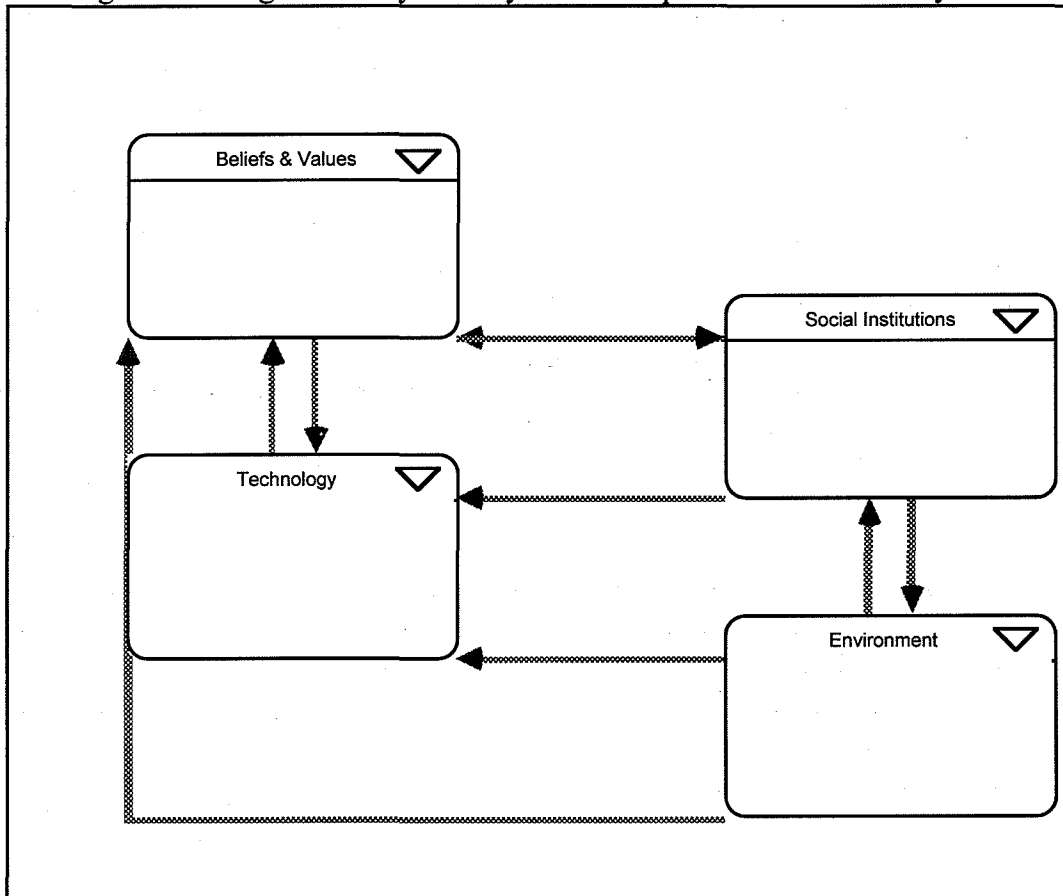 Beliefs & Values
Social Institutions
Technology
Environment